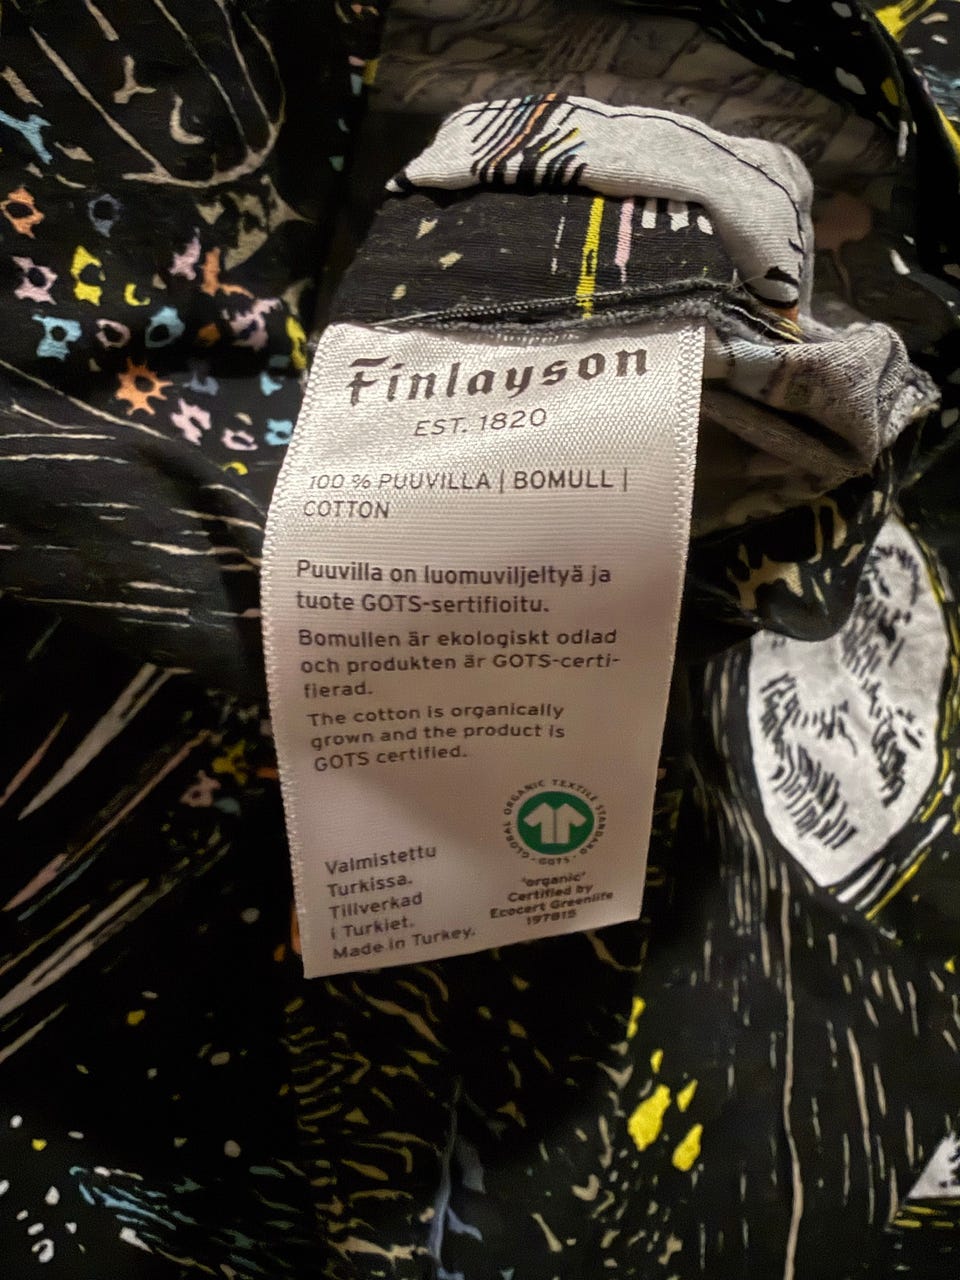 Finlayson
EST. 1820
100 % PUUVILLA | BOMULL |
COTTON
Puuvilla on luomuviljeltyä ja
tuote GOTS-sertifioitu.
Bomullen är ekologiskt odlad
och produkten är GOTS-certi-
fierad.
The cotton is organically
grown and the product is
GOTS certified.
GLOBAL ORGANIC TEXTILE STANDARD
· GOTS ·
'organic'
Certified by
Ecocert Greenlife
197815
Valmistettu
Turkissa.
Tillverkad
i Turkiet.
Made in Turkey.